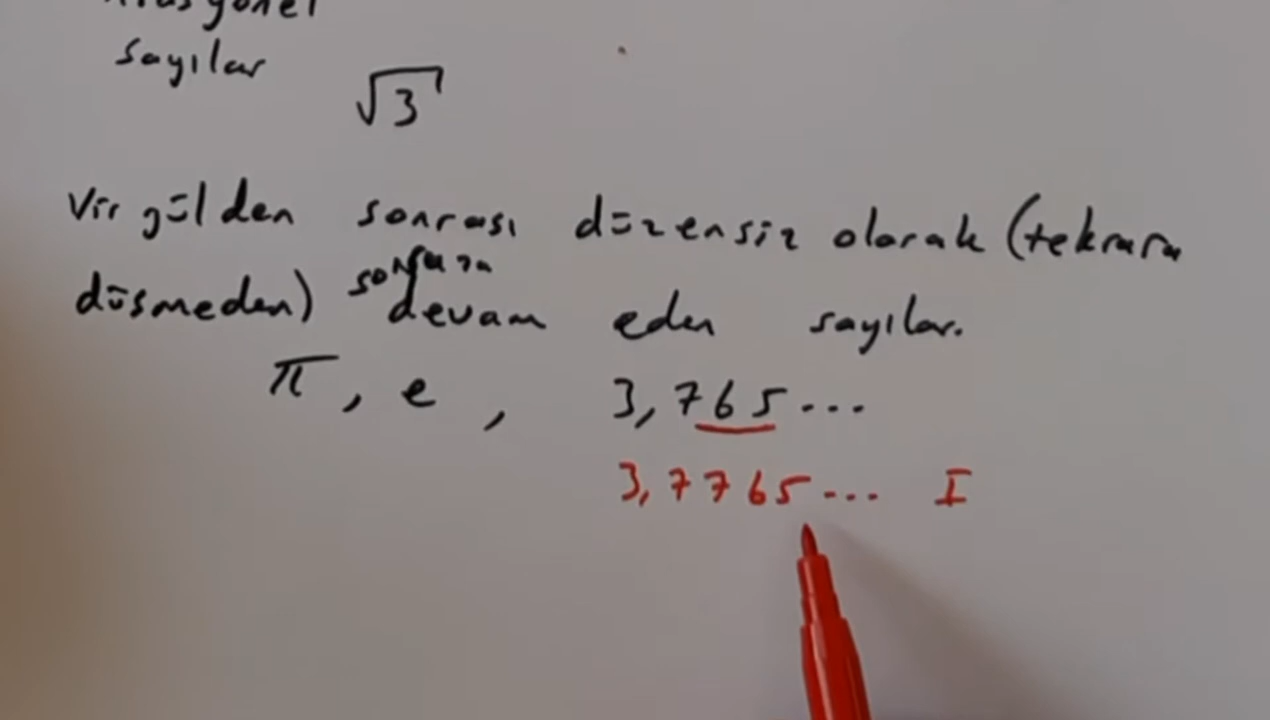 sayılar
√3
Virgülden sonrası düzensiz olarak (tekrara
düşmeden) sonsuza devam eden sayılar.
π, e, 3,765...
3,7765... I